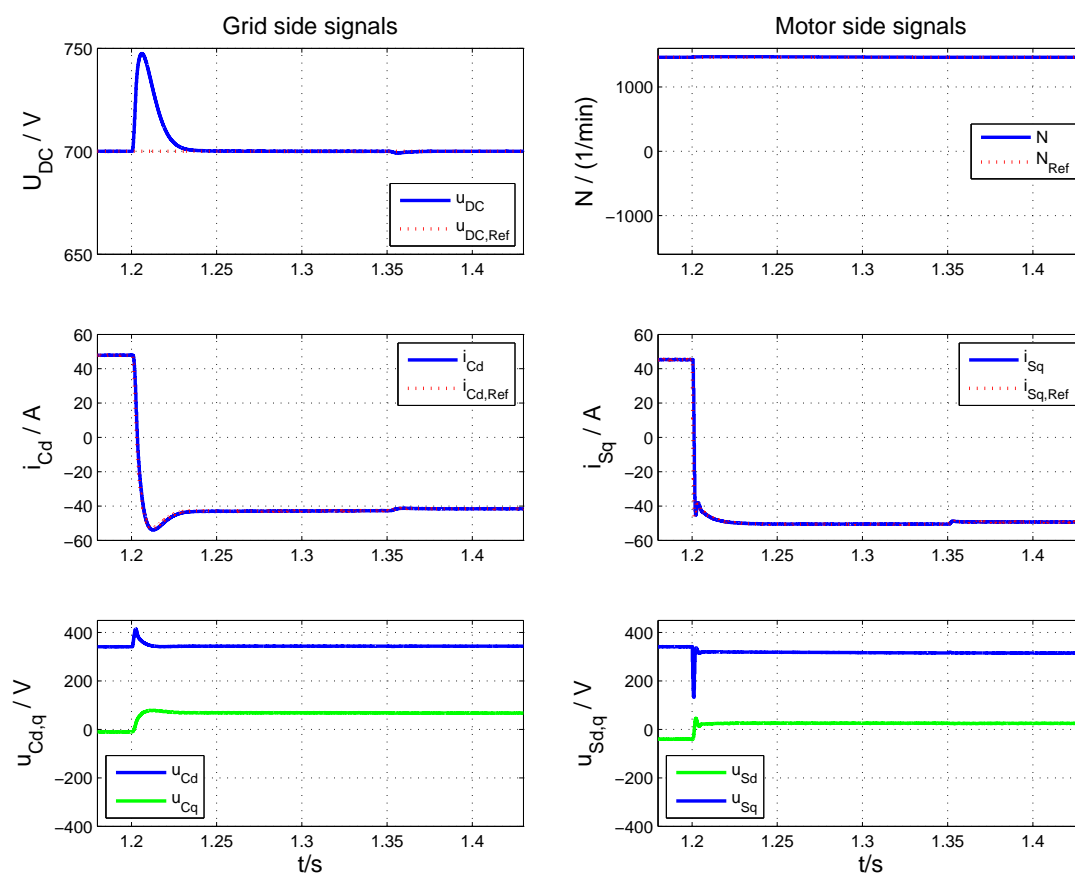 Grid side signals
750
700
650
U_DC / V
u_DC
u_DC,Ref
1.2 1.25 1.3 1.35 1.4
Motor side signals
1000
0
−1000
N / (1/min)
N
N_Ref
1.2 1.25 1.3 1.35 1.4
60
40
20
0
−20
−40
−60
i_Cd / A
i_Cd
i_Cd,Ref
1.2 1.25 1.3 1.35 1.4
60
40
20
0
−20
−40
−60
i_Sq / A
i_Sq
i_Sq,Ref
1.2 1.25 1.3 1.35 1.4
400
200
0
−200
−400
u_Cd,q / V
u_Cd
u_Cq
1.2 1.25 1.3 1.35 1.4
t/s
400
200
0
−200
−400
u_Sd,q / V
u_Sd
u_Sq
1.2 1.25 1.3 1.35 1.4
t/s